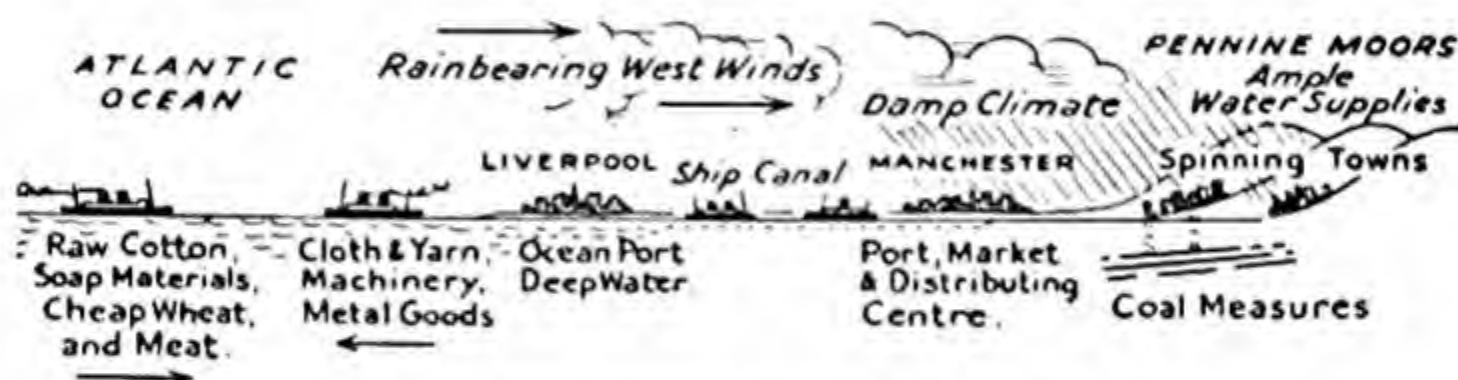 ATLANTIC
OCEAN
Rainbearing West Winds
Damp Climate
PENNINE MOORS
Ample
Water Supplies
LIVERPOOL
Ship Canal
MANCHESTER
Spinning Towns
Raw Cotton,
Soap Materials,
Cheap Wheat,
and Meat.
Cloth & Yarn,
Machinery,
Metal Goods
Ocean Port
Deep Water
Port, Market
& Distributing
Centre.
Coal Measures